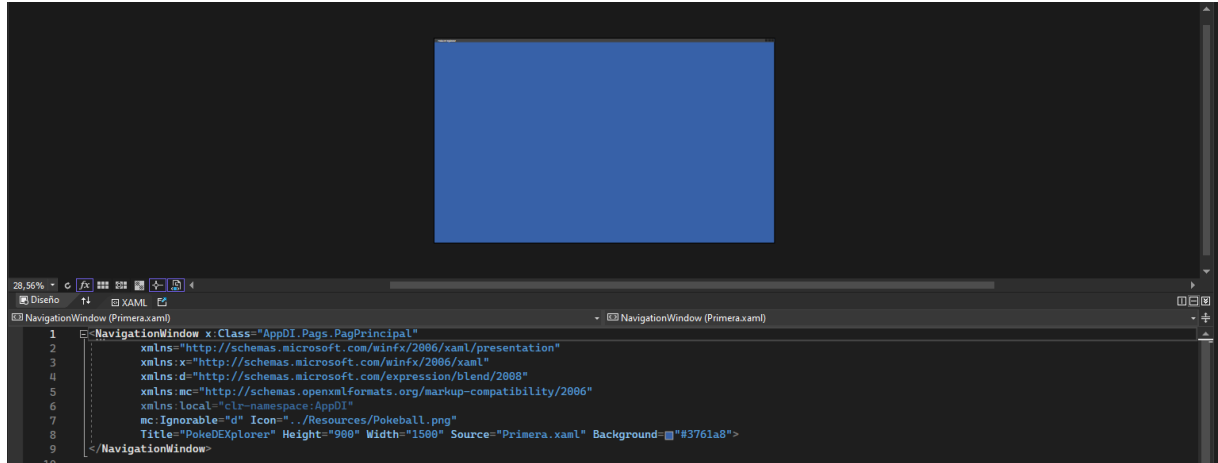 28,56%
fx
Diseño
XAML
NavigationWindow (Primera.xaml)
NavigationWindow (Primera.xaml)
1 <NavigationWindow x:Class="AppDI.Pags.PagPrincipal"
2 xmlns="http://schemas.microsoft.com/winfx/2006/xaml/presentation"
3 xmlns:x="http://schemas.microsoft.com/winfx/2006/xaml"
4 xmlns:d="http://schemas.microsoft.com/expression/blend/2008"
5 xmlns:mc="http://schemas.openxmlformats.org/markup-compatibility/2006"
6 xmlns:local="clr-namespace:AppDI"
7 mc:Ignorable="d" Icon="../Resources/Pokeball.png"
8 Title="PokeDEXplorer" Height="900" Width="1500" Source="Primera.xaml" Background="#3761a8">
9 </NavigationWindow>
10